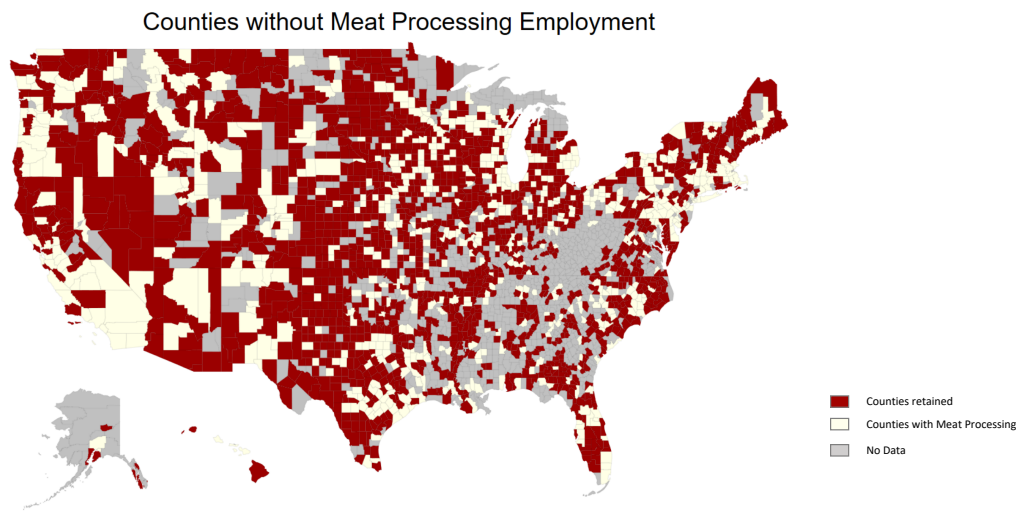 Counties without Meat Processing Employment
Counties retained
Counties with Meat Processing
No Data